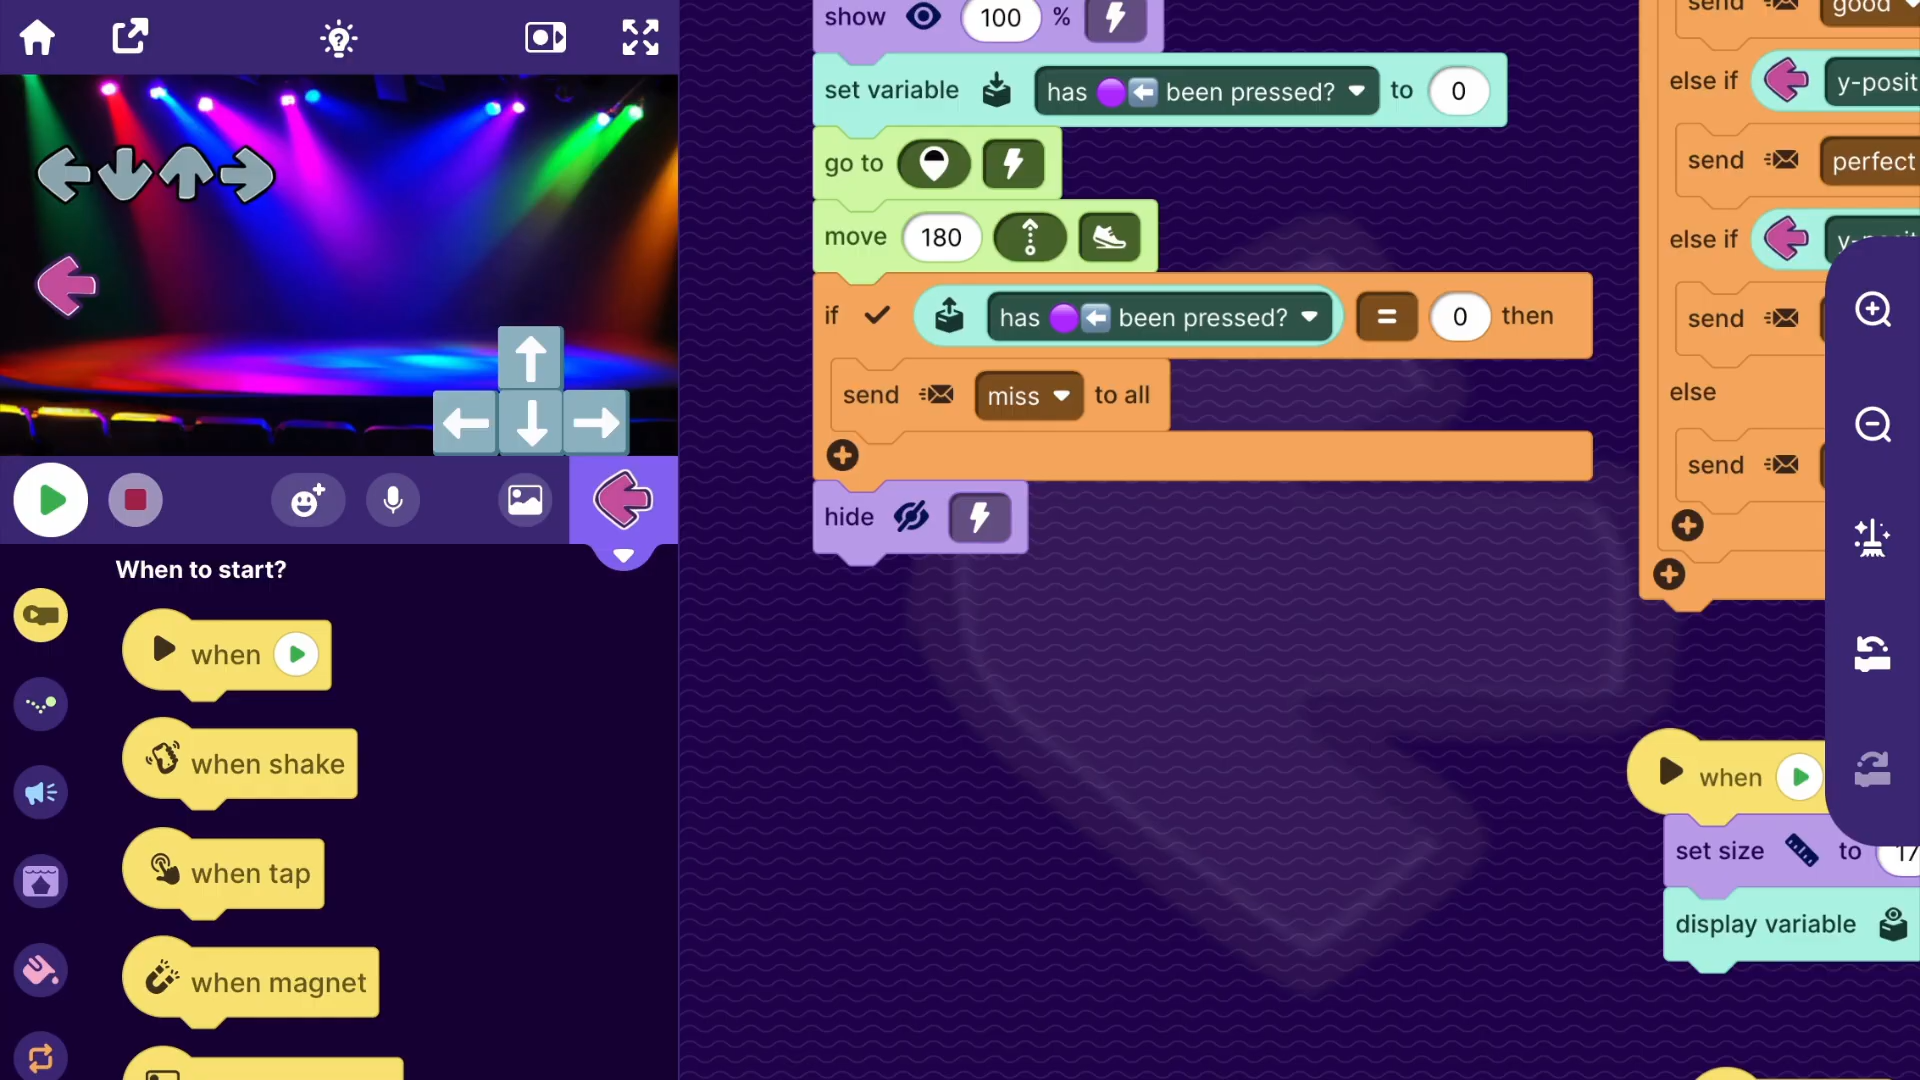 show 100 %
set variable has been pressed? to 0
go to
move 180
if has been pressed? = 0 then
send miss to all
hide
send good
else if
send perfect
else if
send
else
send
When to start?
when
when shake
when tap
when magnet
when
set size to 17
display variable